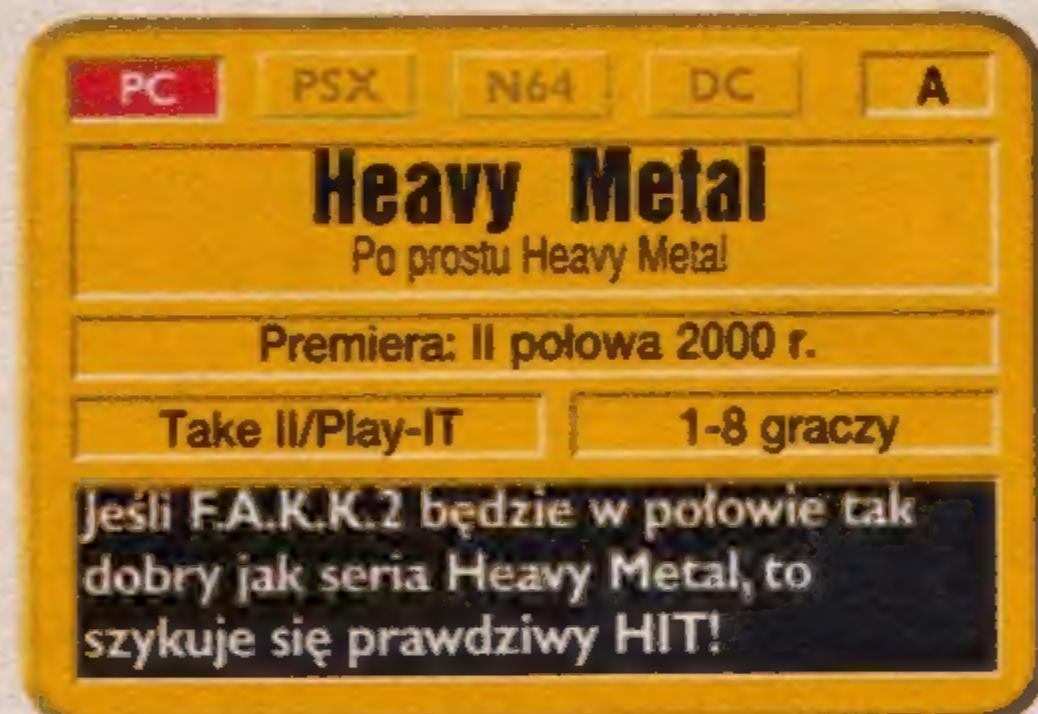 PC PSX N64 DC A
Heavy Metal
Po prostu Heavy Metal
Premiera: II połowa 2000 r.
Take II/Play-IT 1-8 graczy
Jeśli F.A.K.K.2 będzie w połowie tak
dobry jak seria Heavy Metal, to
szykuje się prawdziwy HIT!